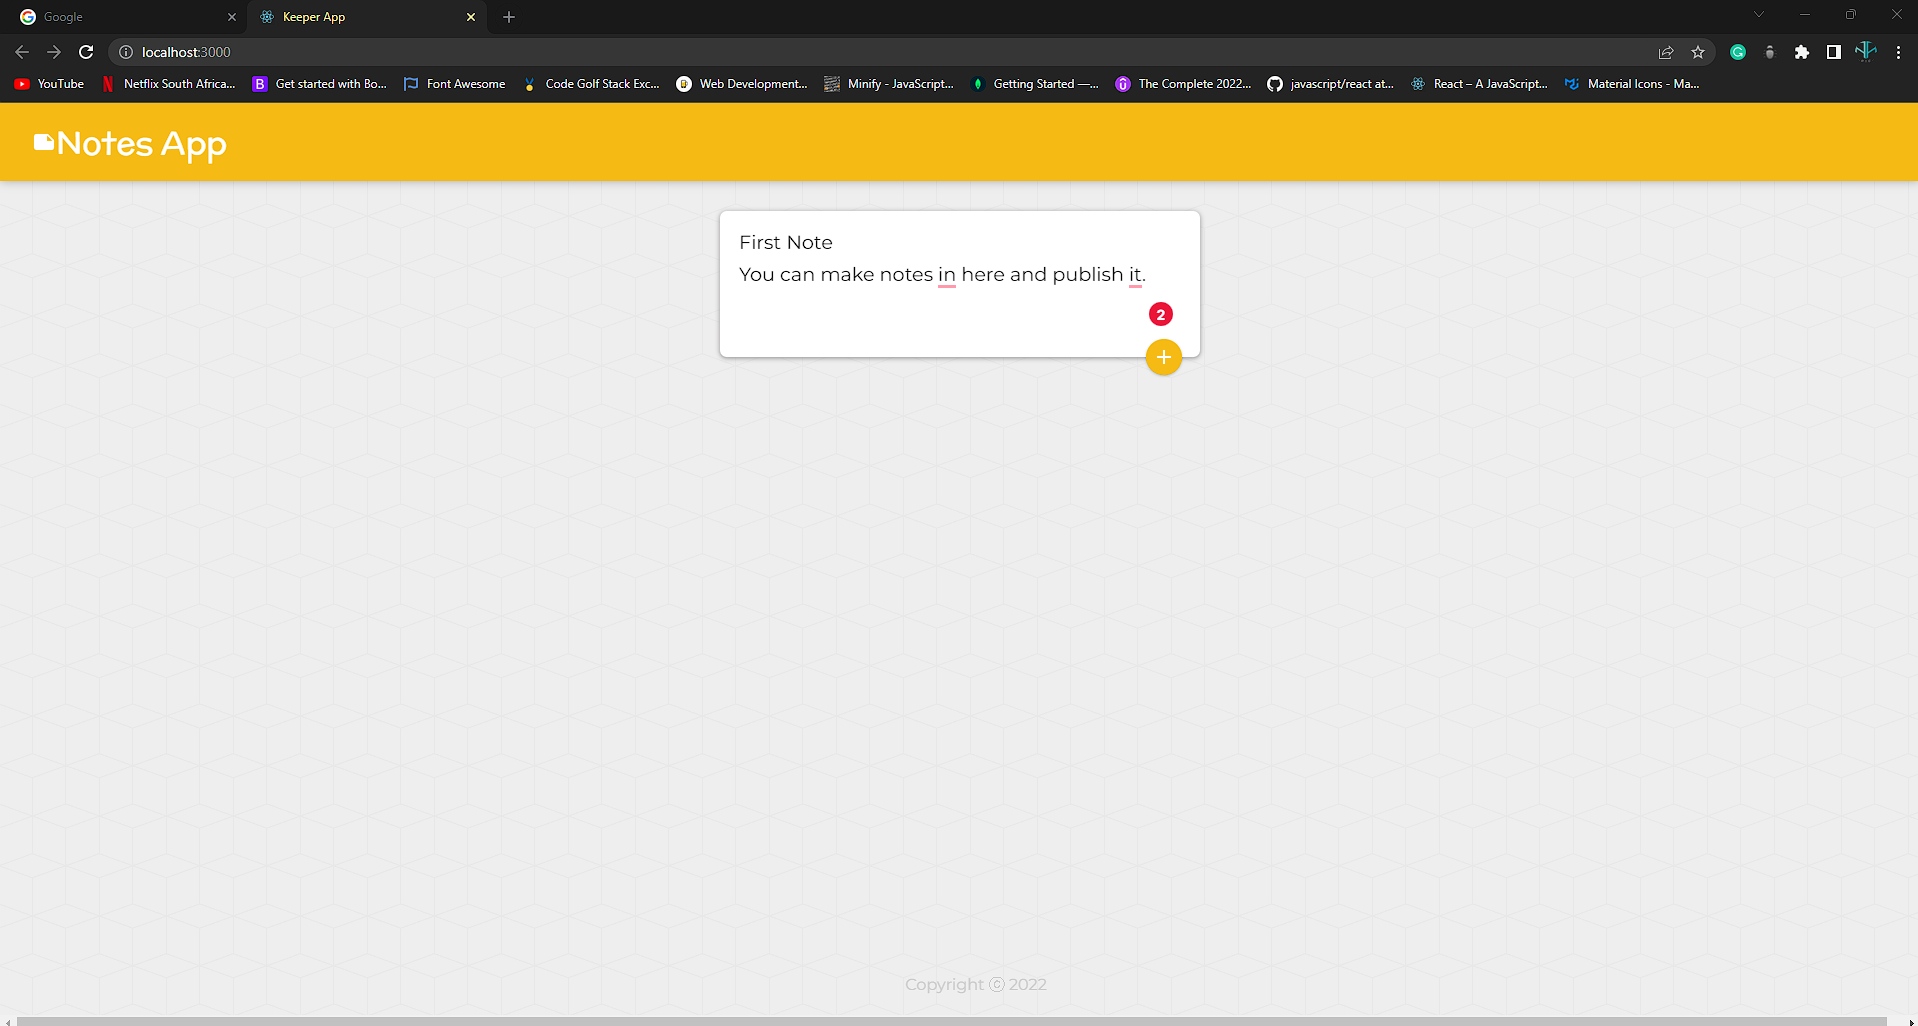 Google
Keeper App
localhost:3000
YouTube
Netflix South Africa...
B
Get started with Bo...
Font Awesome
Code Golf Stack Exc...
Web Development...
Minify - JavaScript...
Getting Started —...
The Complete 2022...
javascript/react at...
React – A JavaScript...
Material Icons - Ma...
Notes App
First Note
You can make notes in here and publish it.
2
Copyright ⓒ 2022